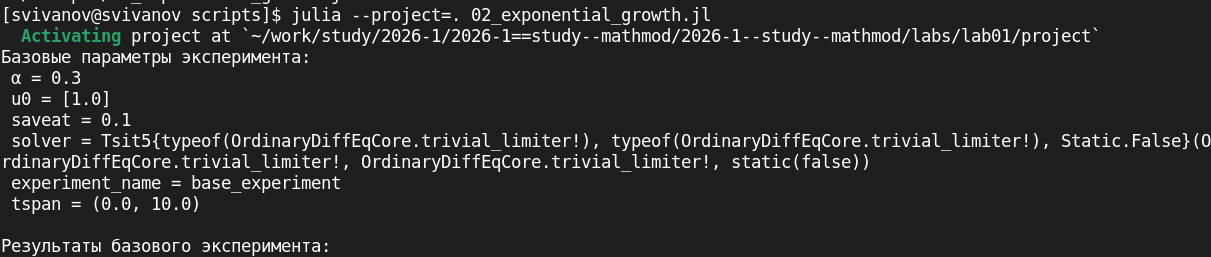 [svivanov@svivanov scripts]$ julia --project=. 02_exponential_growth.jl
  Activating project at `~/work/study/2026-1/2026-1==study--mathmod/2026-1--study--mathmod/labs/lab01/project`
Базовые параметры эксперимента:
 α = 0.3
 u0 = [1.0]
 saveat = 0.1
 solver = Tsit5{typeof(OrdinaryDiffEqCore.trivial_limiter!), typeof(OrdinaryDiffEqCore.trivial_limiter!), Static.False}(O
rdinaryDiffEqCore.trivial_limiter!, OrdinaryDiffEqCore.trivial_limiter!, static(false))
 experiment_name = base_experiment
 tspan = (0.0, 10.0)

Результаты базового эксперимента: